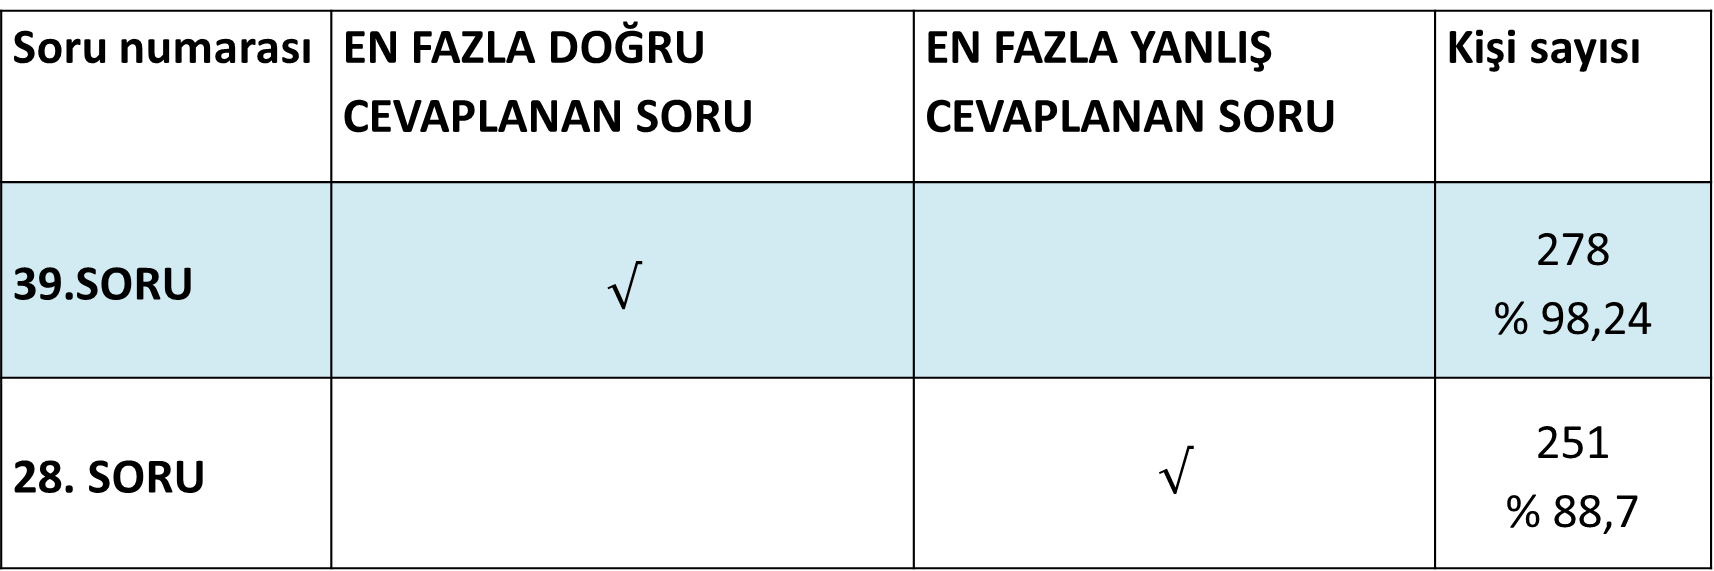 Soru numarası
EN FAZLA DOĞRU
CEVAPLANAN SORU
EN FAZLA YANLIŞ
CEVAPLANAN SORU
Kişi sayısı
39.SORU
√
278
% 98,24
28. SORU
√
251
% 88,7